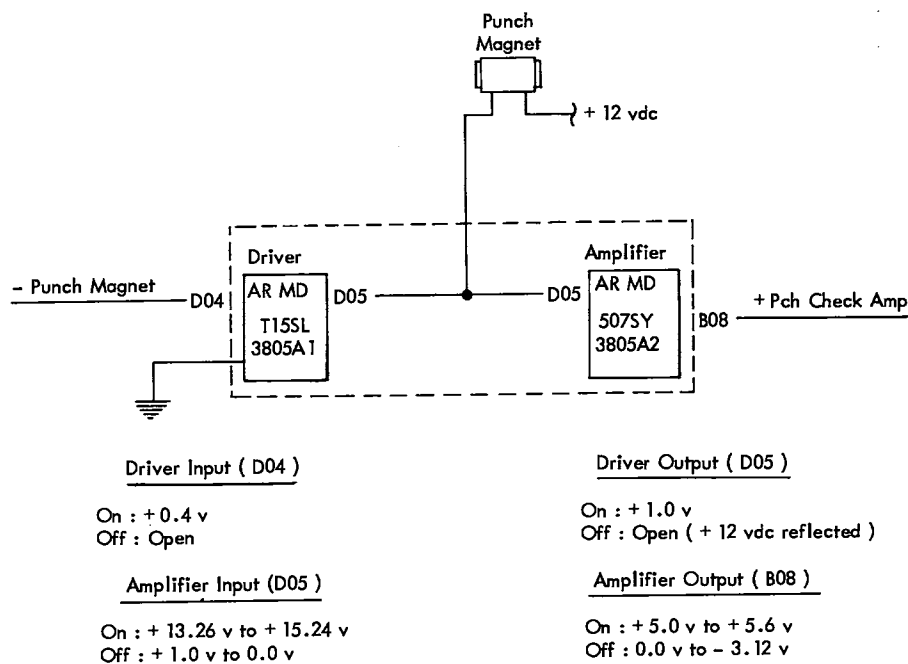 Punch
Magnet
+ 12 vdc
Driver
Amplifier
- Punch Magnet
D04
AR MD
T15SL
3805A1
D05
D05
AR MD
507SY
3805A2
B08
+ Pch Check Amp
Driver Input ( D04 )
On : + 0.4 v
Off : Open
Driver Output ( D05 )
On : + 1.0 v
Off : Open ( + 12 vdc reflected )
Amplifier Input (D05 )
On : + 13.26 v to + 15.24 v
Off : + 1.0 v to 0.0 v
Amplifier Output ( B08 )
On : + 5.0 v to + 5.6 v
Off : 0.0 v to - 3.12 v